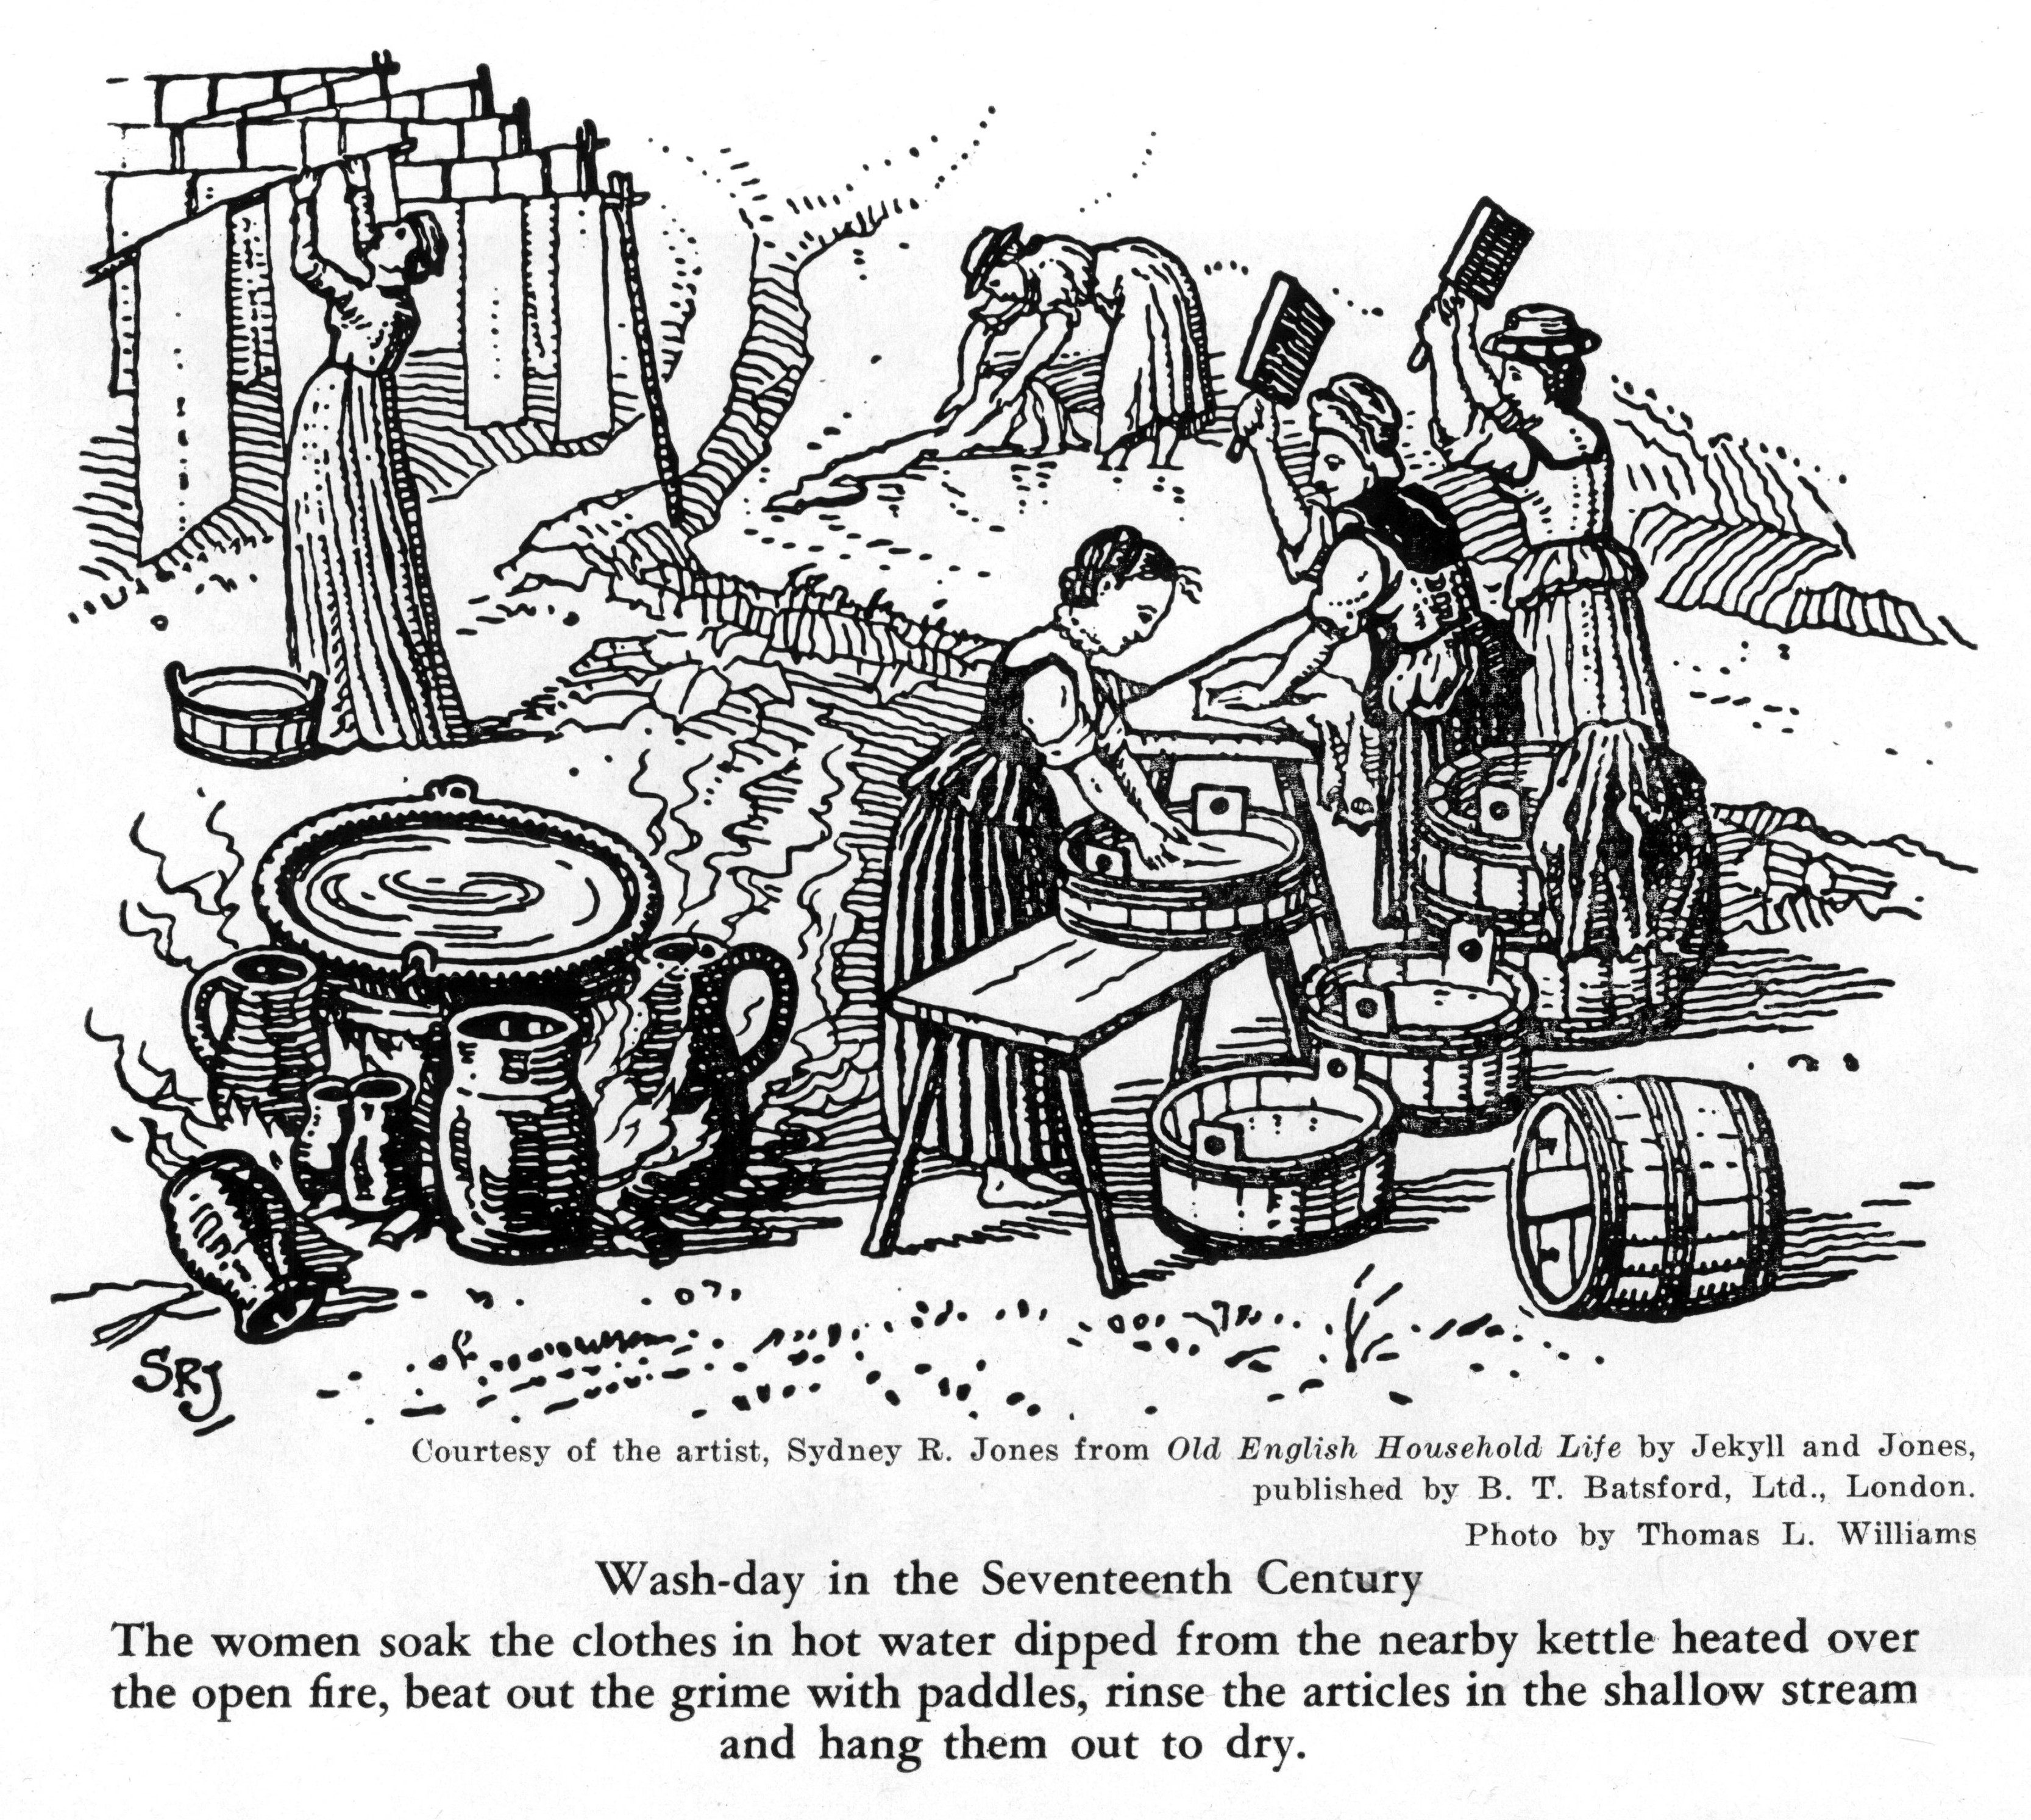 SRJ
Courtesy of the artist, Sydney R. Jones from Old English Household Life by Jekyll and Jones,
published by B. T. Batsford, Ltd., London.
Photo by Thomas L. Williams
Wash-day in the Seventeenth Century
The women soak the clothes in hot water dipped from the nearby kettle heated over
the open fire, beat out the grime with paddles, rinse the articles in the shallow stream
and hang them out to dry.